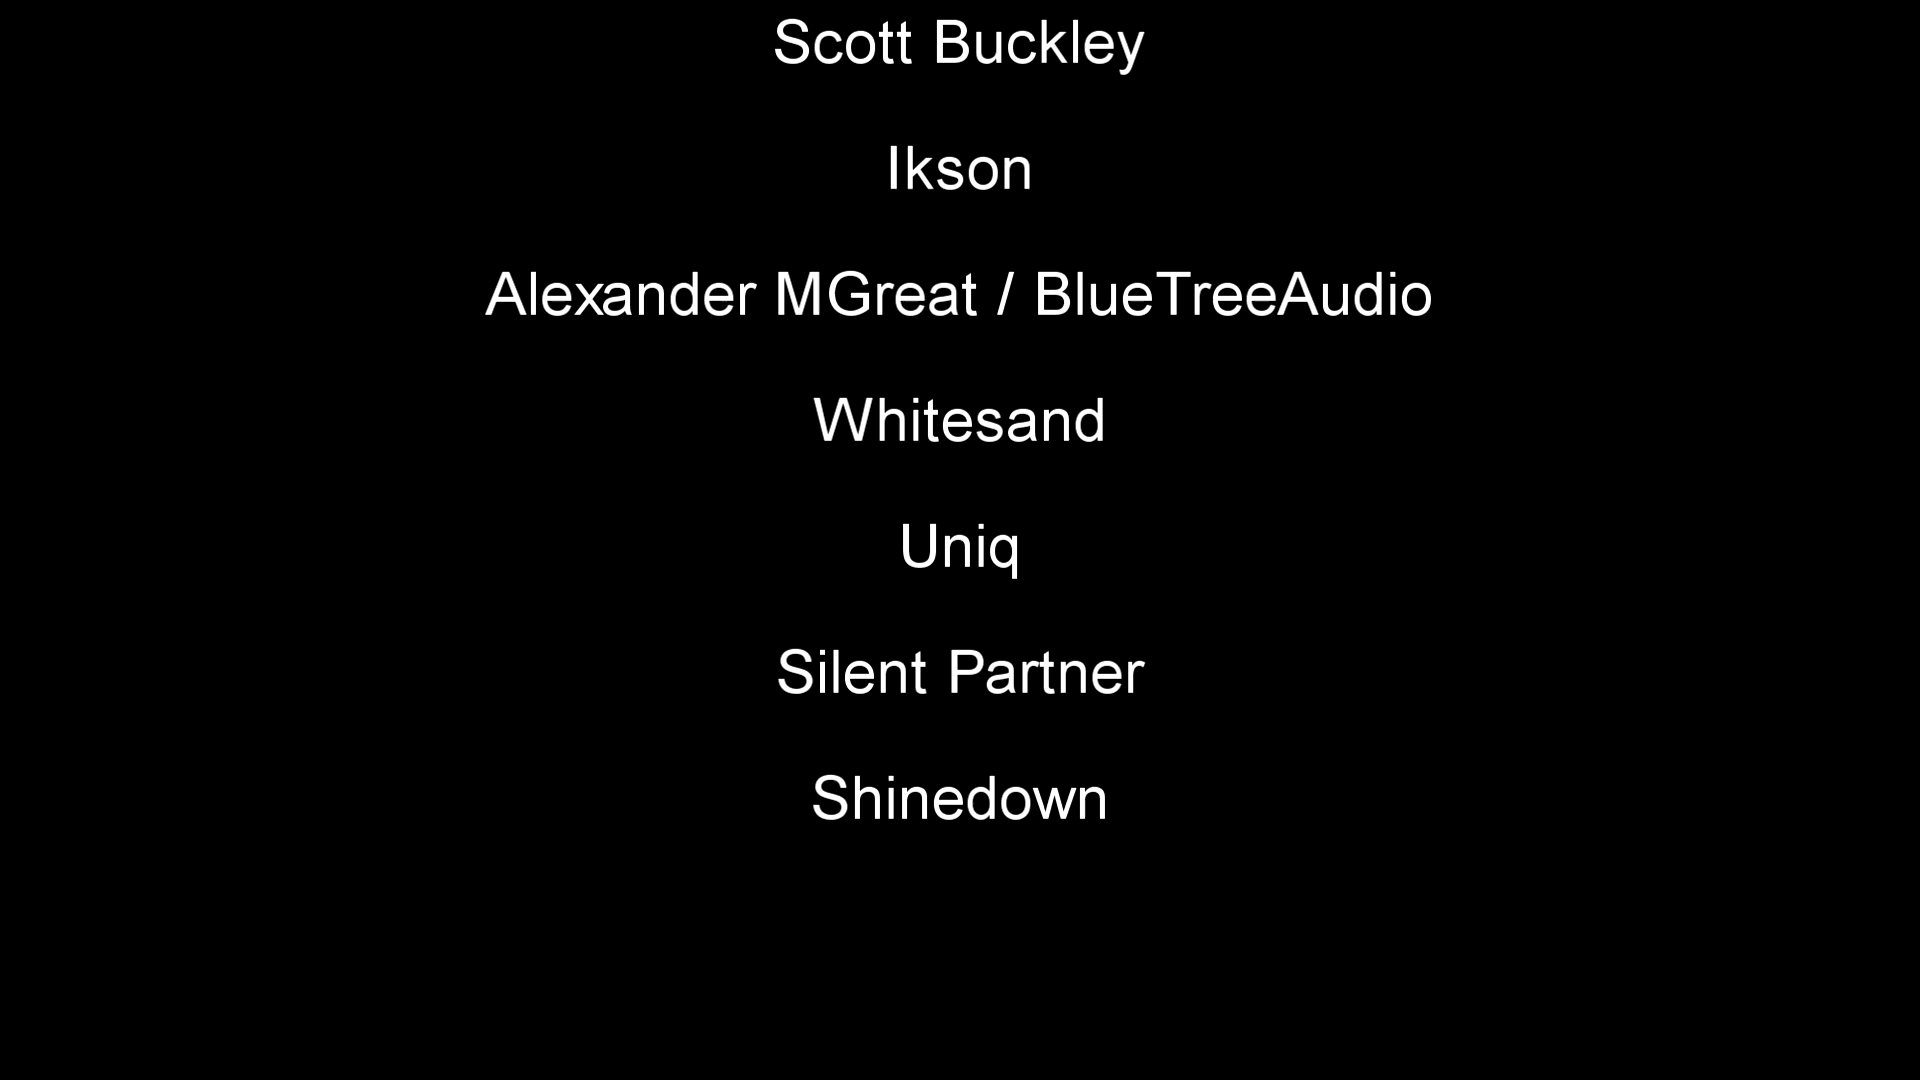 Scott Buckley
Ikson
Alexander MGreat / BlueTreeAudio
Whitesand
Uniq
Silent Partner
Shinedown